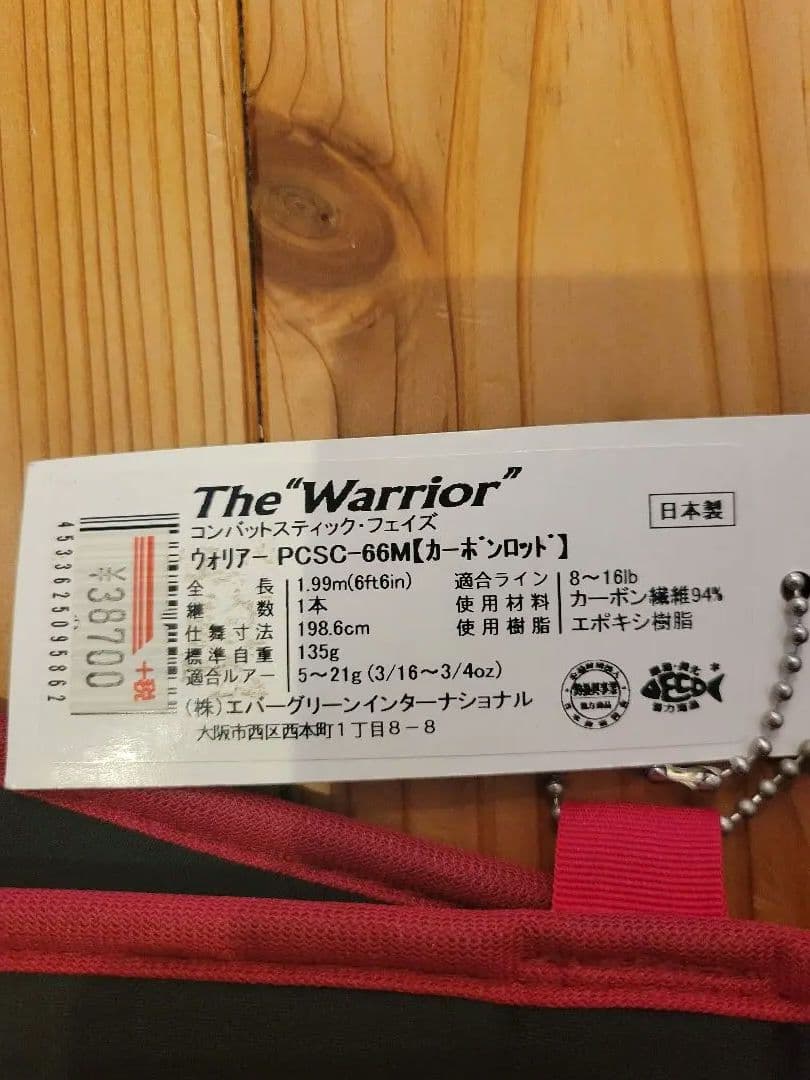 The "Warrior"
コンバットスティック・フェイズ
ウォリアー PCSC-66M【カーボンロッド】
日本製
全長 1.99m(6ft6in)
継数 1本
仕舞寸法 198.6cm
標準自重 135g
適合ルアー 5～21g(3/16～3/4oz)
適合ライン 8～16lb
使用材料 カーボン繊維94%
使用樹脂 エポキシ樹脂
(株)エバーグリーンインターナショナル
大阪市西区西本町1丁目8-8
4533625095862
¥38700
+税
ECO